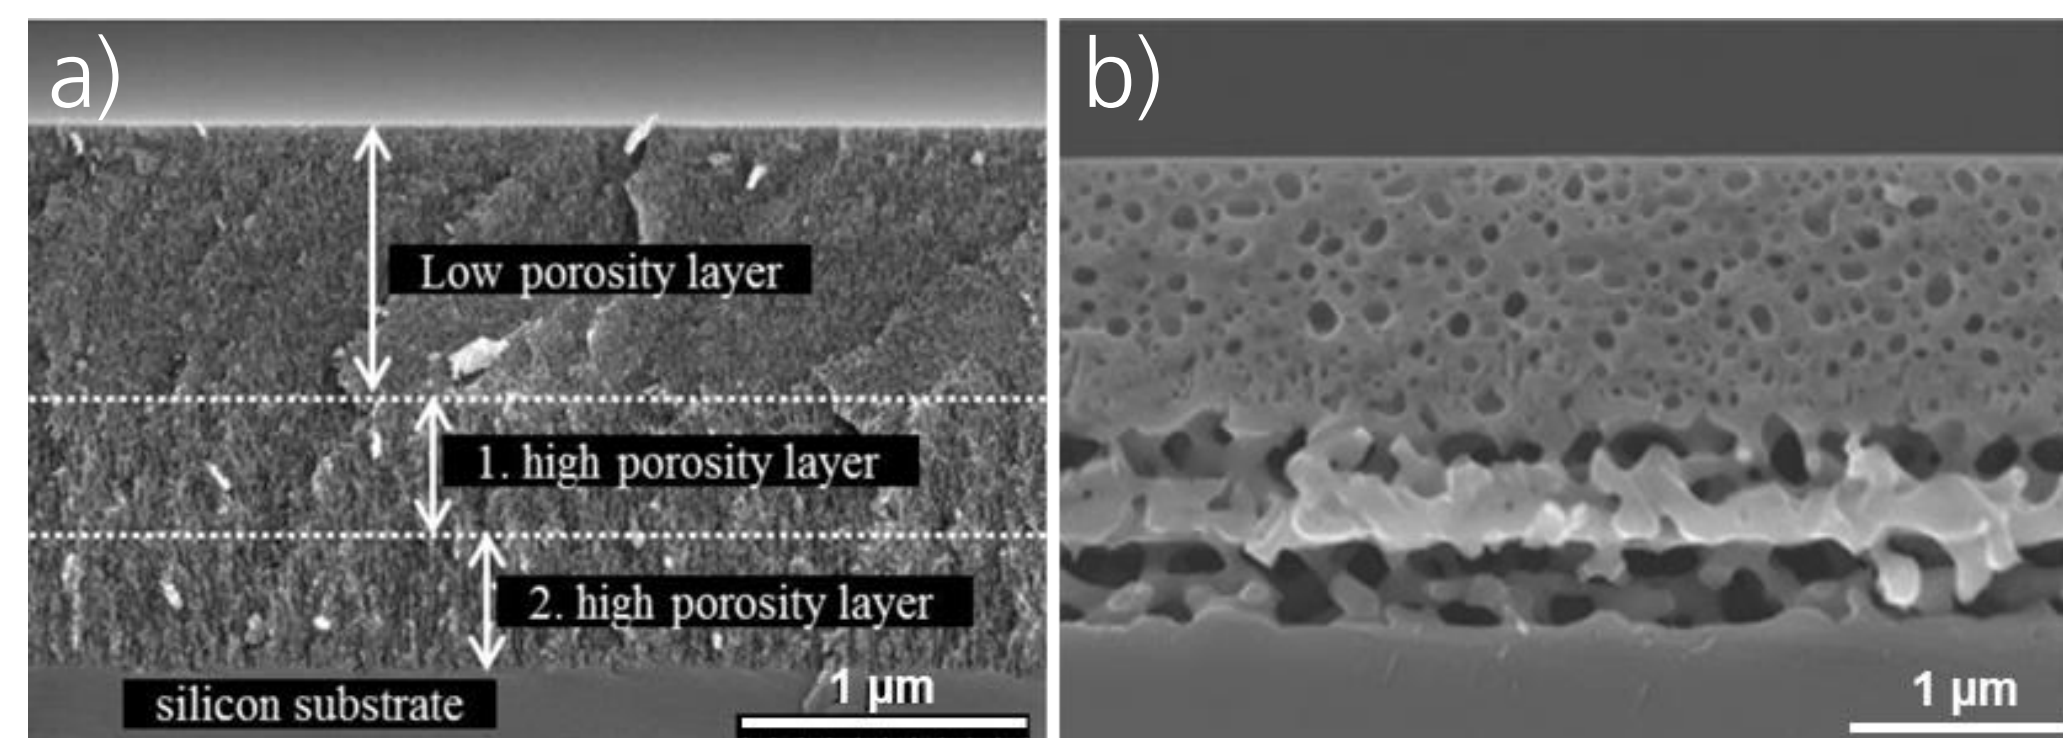 a)
Low porosity layer
1. high porosity layer
2. high porosity layer
silicon substrate
1 µm
b)
1 µm